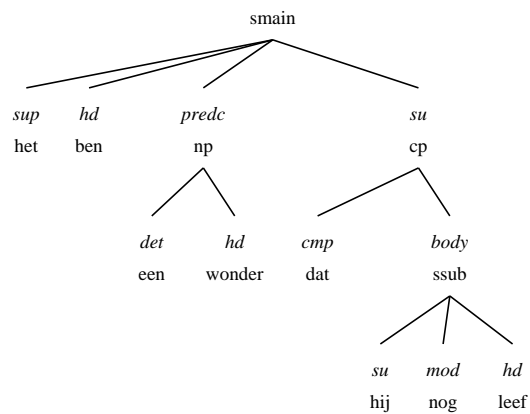 smain
sup hd predc su
het ben np cp
det hd cmp body
een wonder dat ssub
su mod hd
hij nog leef